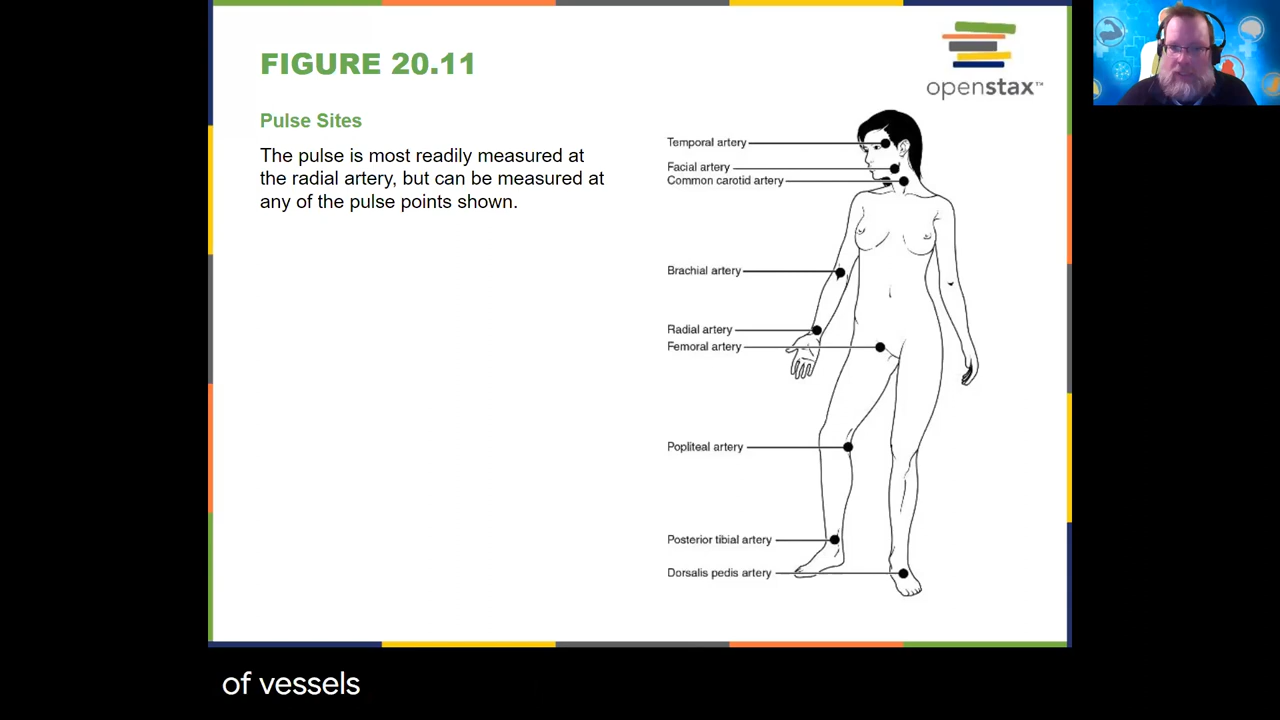 FIGURE 20.11
openstax™
Pulse Sites
The pulse is most readily measured at
the radial artery, but can be measured at
any of the pulse points shown.
Temporal artery
Facial artery
Common carotid artery
Brachial artery
Radial artery
Femoral artery
Popliteal artery
Posterior tibial artery
Dorsalis pedis artery
of vessels